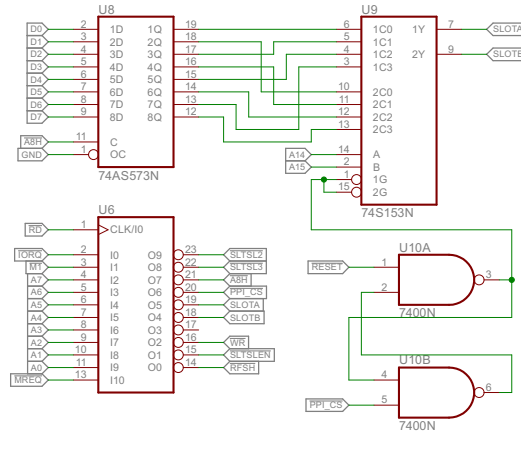 U8
D0 2 1D 1Q 19
D1 3 2D 2Q 18
D2 4 3D 3Q 17
D3 5 4D 4Q 16
D4 6 5D 5Q 15
D5 7 6D 6Q 14
D6 8 7D 7Q 13
D7 9 8D 8Q 12
A8H 11 C
GND 1 OC
74AS573N
U9
6 1C0 1Y 7 SLOTA
5 1C1
4 1C2 2Y 9 SLOTB
3 1C3
10 2C0
11 2C1
12 2C2
13 2C3
A14 14 A
A15 2 B
1 1G
15 2G
74S153N
U6
RD 1 CLK/I0
IORQ 2 I0 O9 23 SLTSL2
M1 3 I1 O8 22 SLTSL3
A7 4 I2 O7 21 A8H
A6 5 I3 O6 20 PPI_CS
A5 6 I4 O5 19 SLOTA
A4 7 I5 O4 18 SLOTB
A3 8 I6 O3 17
A2 9 I7 O2 16 WR
A1 10 I8 O1 15 SLTSLEN
A0 11 I9 O0 14 RFSH
MREQ 13 I10
U10A
RESET 1
3
2
7400N
U10B
4
6
PPI_CS 5
7400N